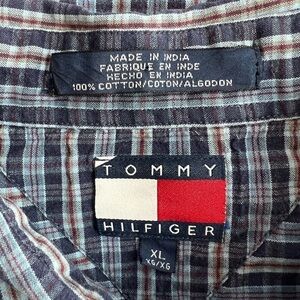 MADE IN INDIA
FABRIQUE EN INDE
HECHO EN INDIA
100% COTTON/COTON/ALGODON
TOMMY
HILFIGER
XL
XG/XG